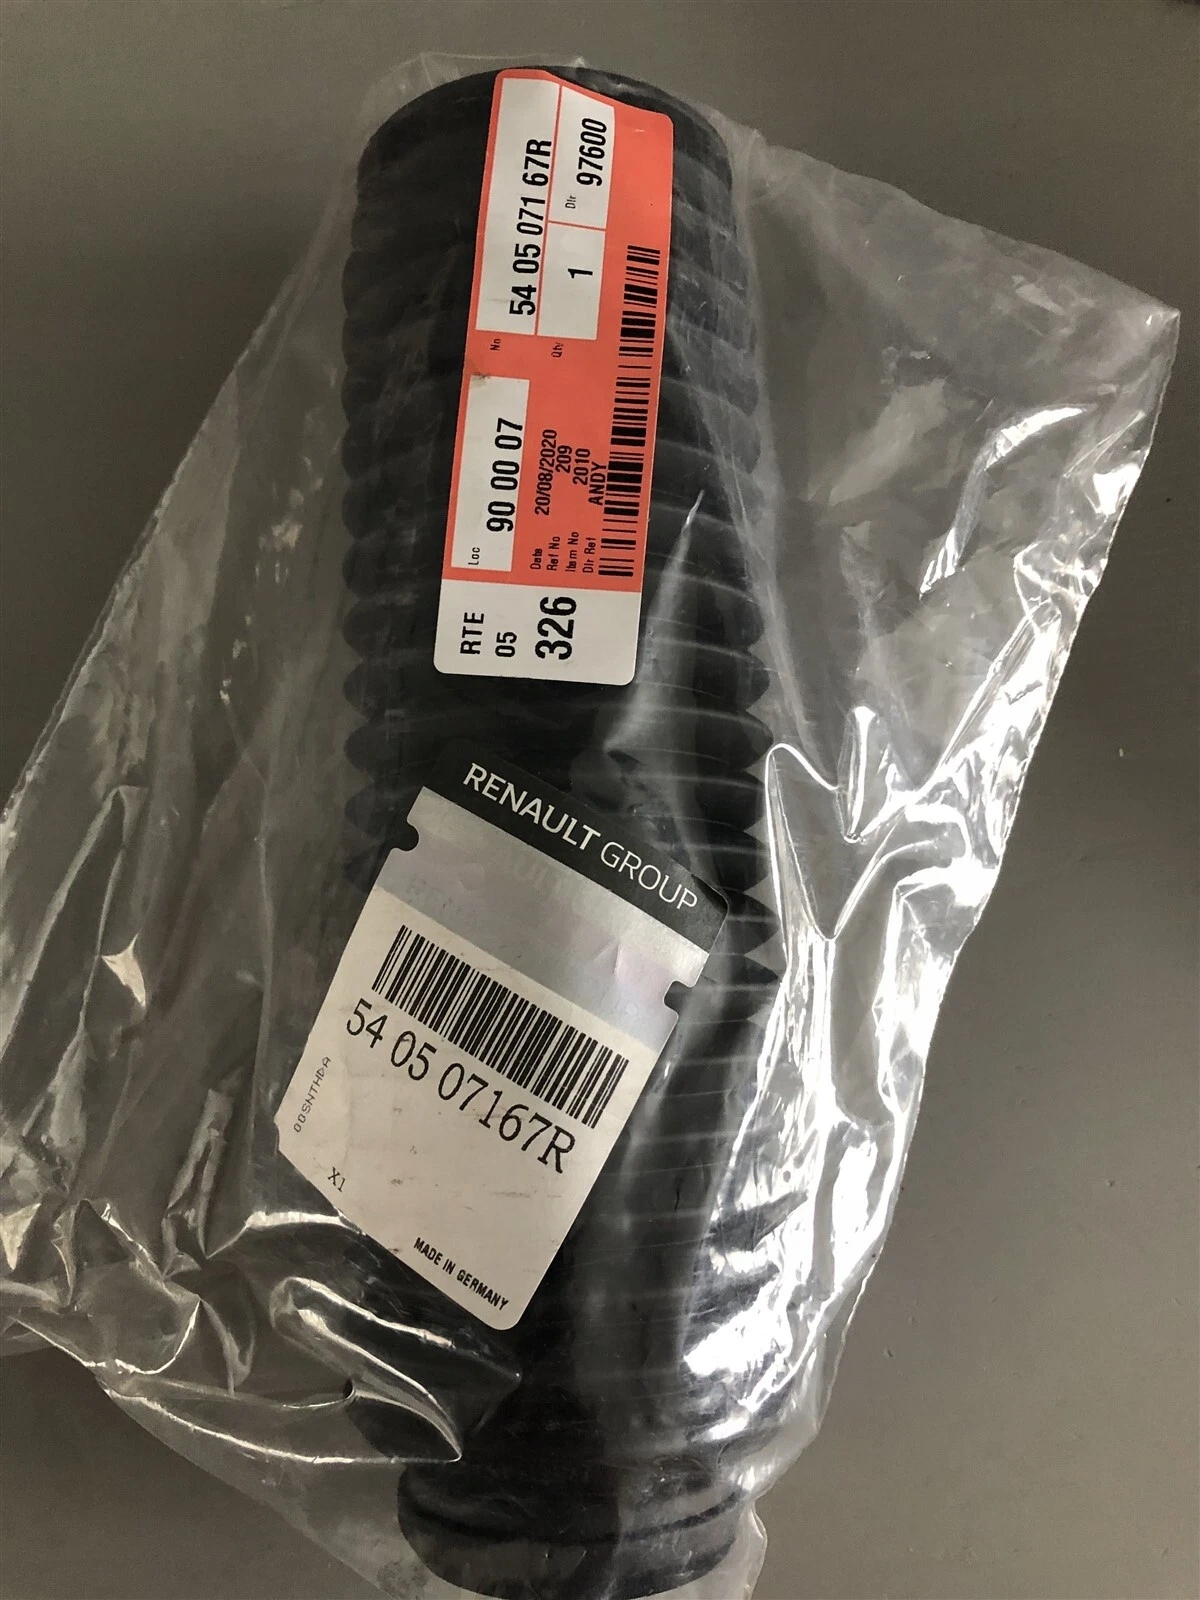 No 54 05 071 67R
Qty 1 Dlr 97600
Loc 90 00 07
Date 20/08/2020
Ref No 209
Item No 2010
Dlr Ref ANDY
RTE
05
326
RENAULT GROUP
54 05 07167R
00SNTHDA
X1
MADE IN GERMANY